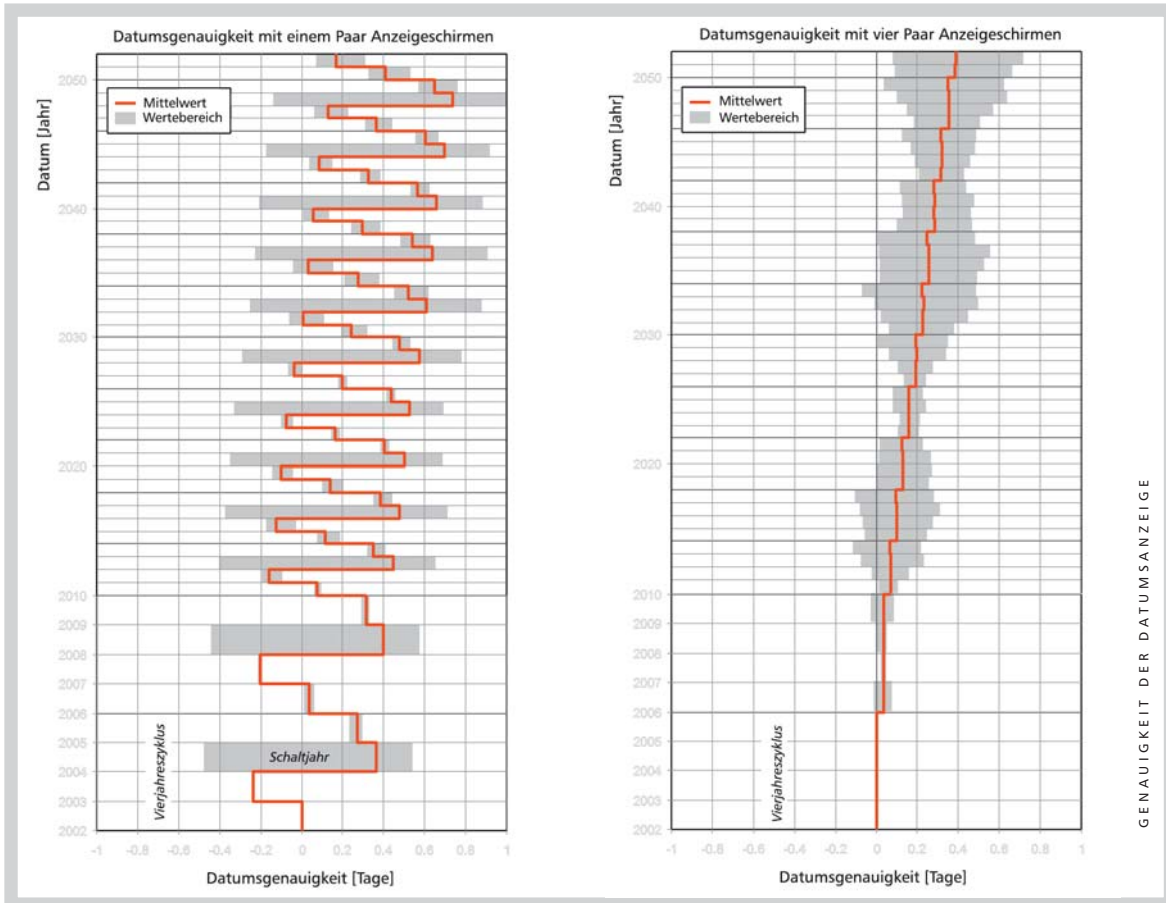 Datumsgenauigkeit mit einem Paar Anzeigeschirmen
Datum [Jahr]
Mittelwert
Wertebereich
2050
2040
2030
2020
2010
2009
2008
2007
2006
2005
2004
2003
2002
Vierjahreszyklus
Schaltjahr
-1 -0.8 -0.6 -0.4 -0.2 0 0.2 0.4 0.6 0.8 1
Datumsgenauigkeit [Tage]
Datumsgenauigkeit mit vier Paar Anzeigeschirmen
Datum [Jahr]
Mittelwert
Wertebereich
2050
2040
2030
2020
2010
2009
2008
2007
2006
2005
2004
2003
2002
Vierjahreszyklus
-1 -0.8 -0.6 -0.4 -0.2 0 0.2 0.4 0.6 0.8 1
Datumsgenauigkeit [Tage]
GENAUIGKEIT DER DATUMSANZEIGE